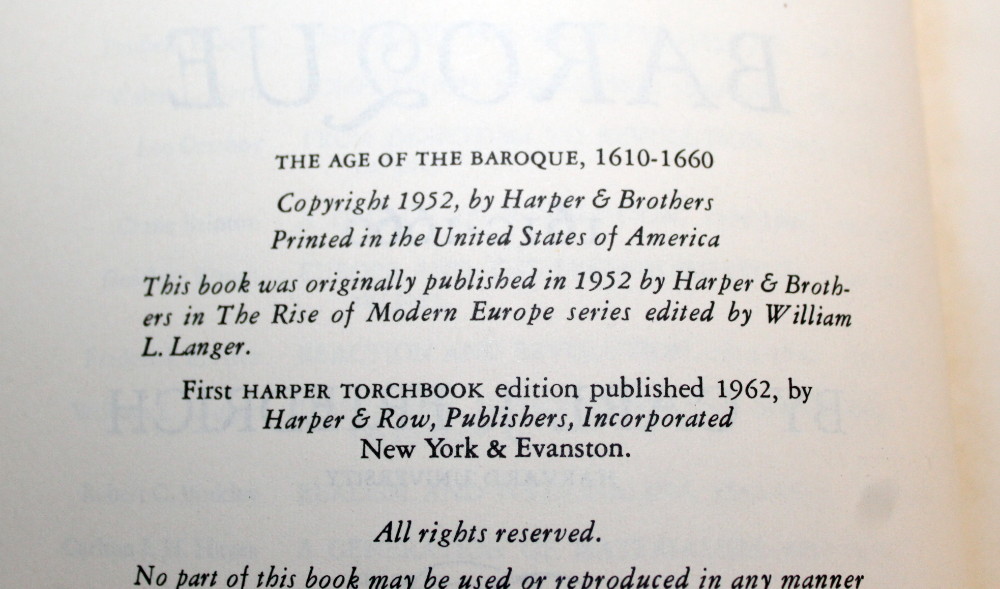 THE AGE OF THE BAROQUE, 1610-1660
Copyright 1952, by Harper & Brothers
Printed in the United States of America
This book was originally published in 1952 by Harper & Broth-
ers in The Rise of Modern Europe series edited by William
L. Langer.
First HARPER TORCHBOOK edition published 1962, by
Harper & Row, Publishers, Incorporated
New York & Evanston.
All rights reserved.
No part of this book may be used or reproduced in any manner